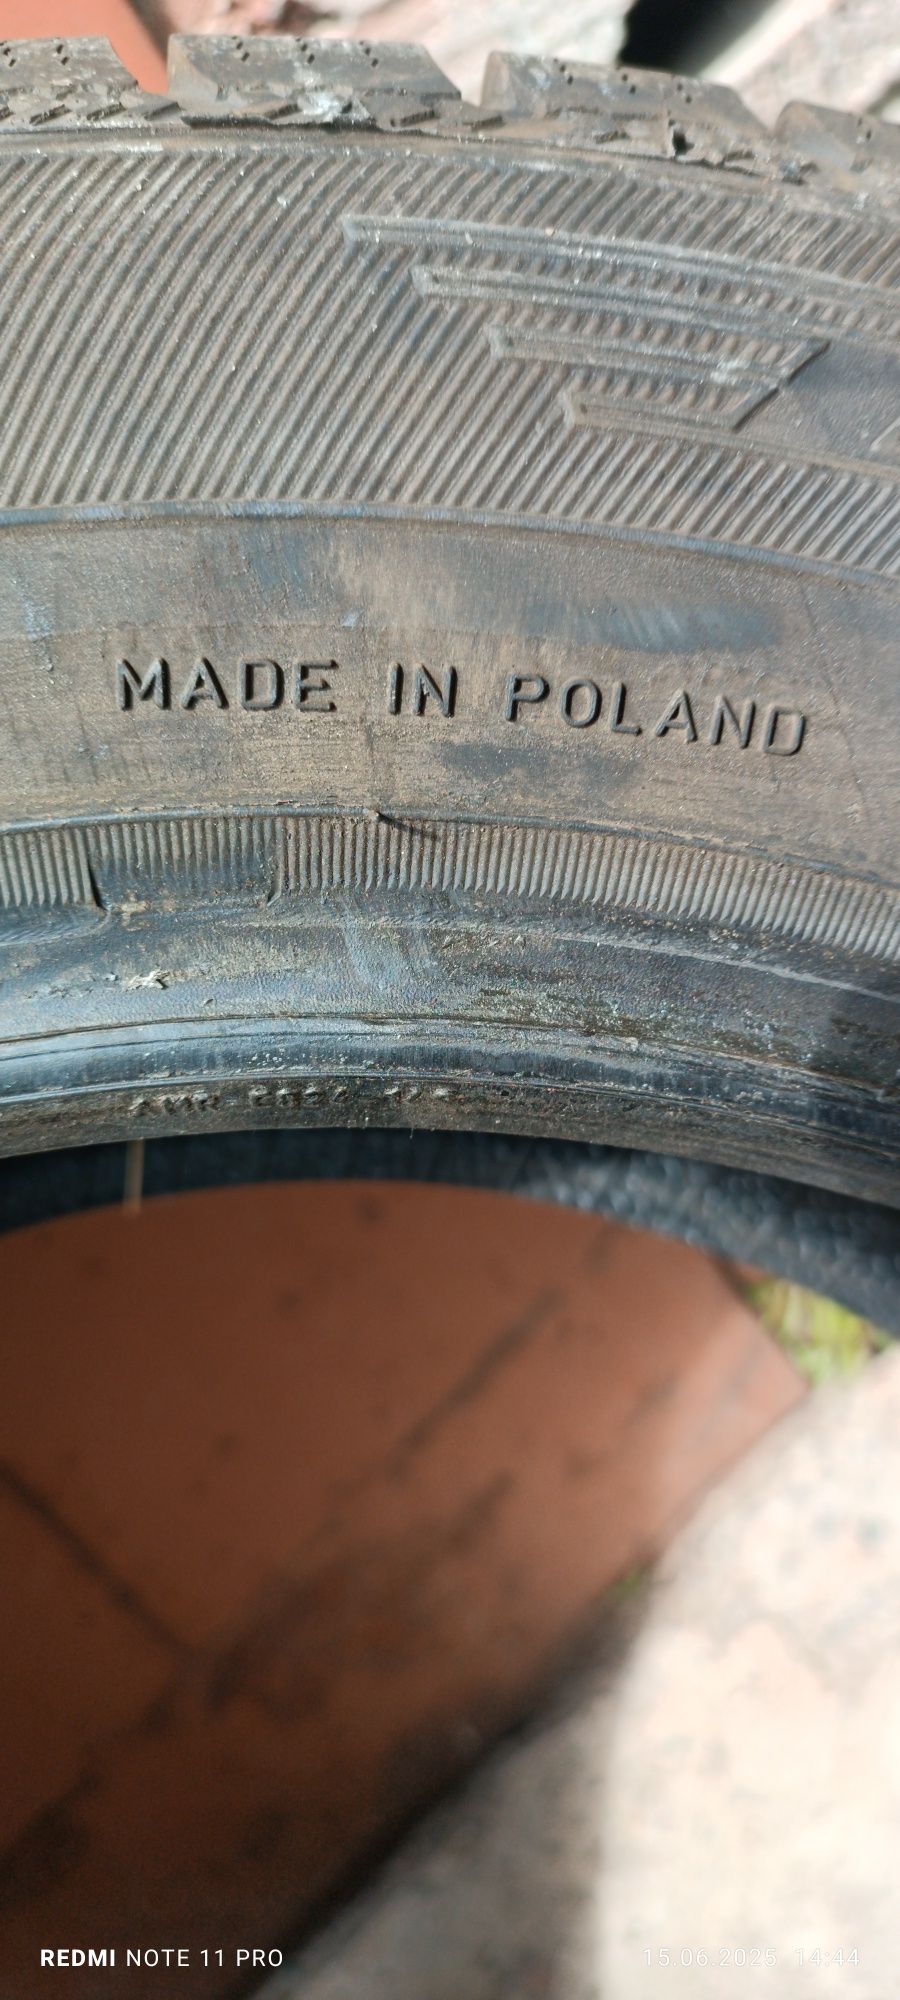 MADE IN POLAND
REDMI NOTE 11 PRO
15.06.2025 14:44